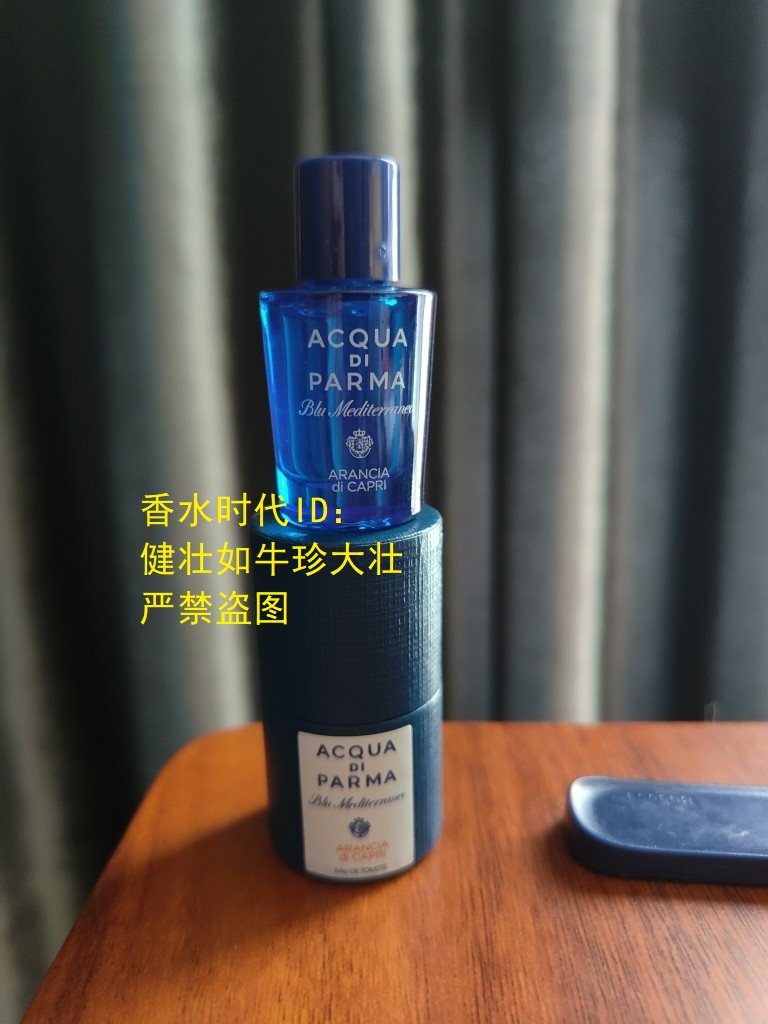 ACQUA
DI
PARMA
Blu Mediterraneo
ARANCIA
di CAPRI
香水时代ID：
健壮如牛珍大壮
严禁盗图
ACQUA
DI
PARMA
Blu Mediterraneo
ARANCIA
di CAPRI
EAU DE TOILETTE